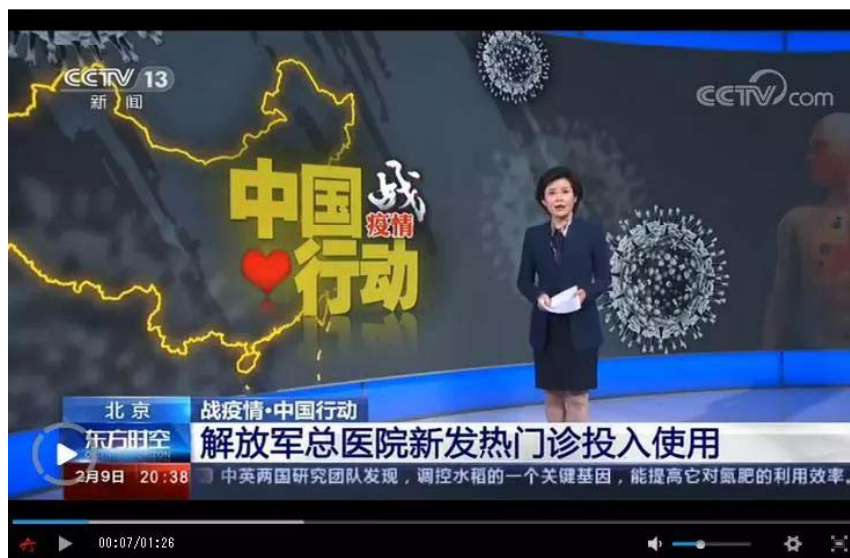 CCTV 13
新闻
CCTV.com
中国
战
疫情
行动
北京
战疫情·中国行动
东方时空
解放军总医院新发热门诊投入使用
2月9日 20:38
中英两国研究团队发现，调控水稻的一个关键基因，能提高它对氮肥的利用效率。
00:07/01:26